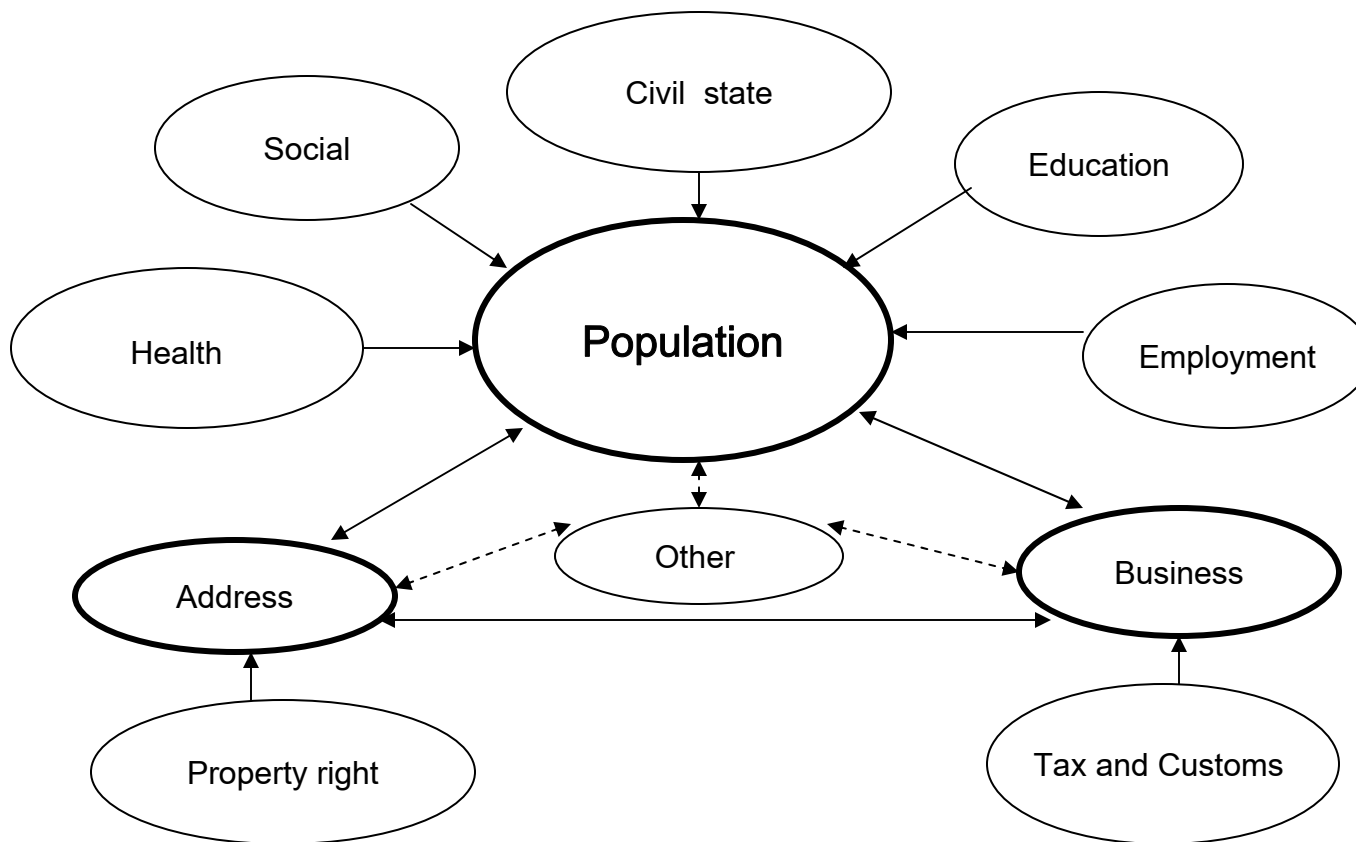 Civil state
Social
Education
Health
Population
Employment
Other
Address
Business
Property right
Tax and Customs